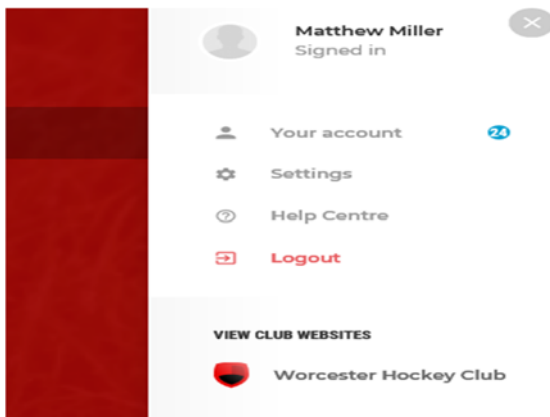 Matthew Miller
Signed in
Your account 24
Settings
Help Centre
Logout
VIEW CLUB WEBSITES
Worcester Hockey Club